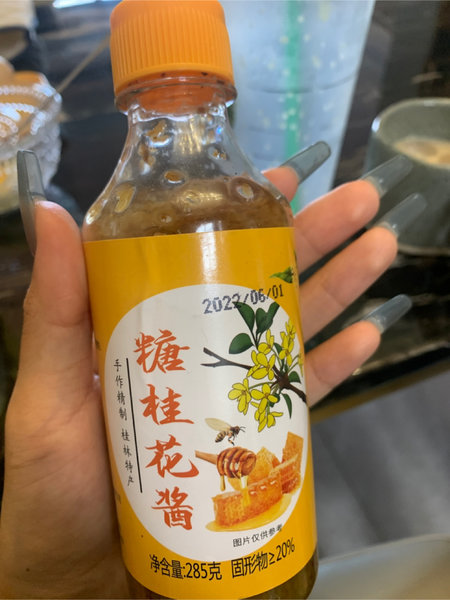 2022/06/01
糖桂花酱
手作精制 桂林特产
图片仅供参考
净含量:285克 固形物≥20%